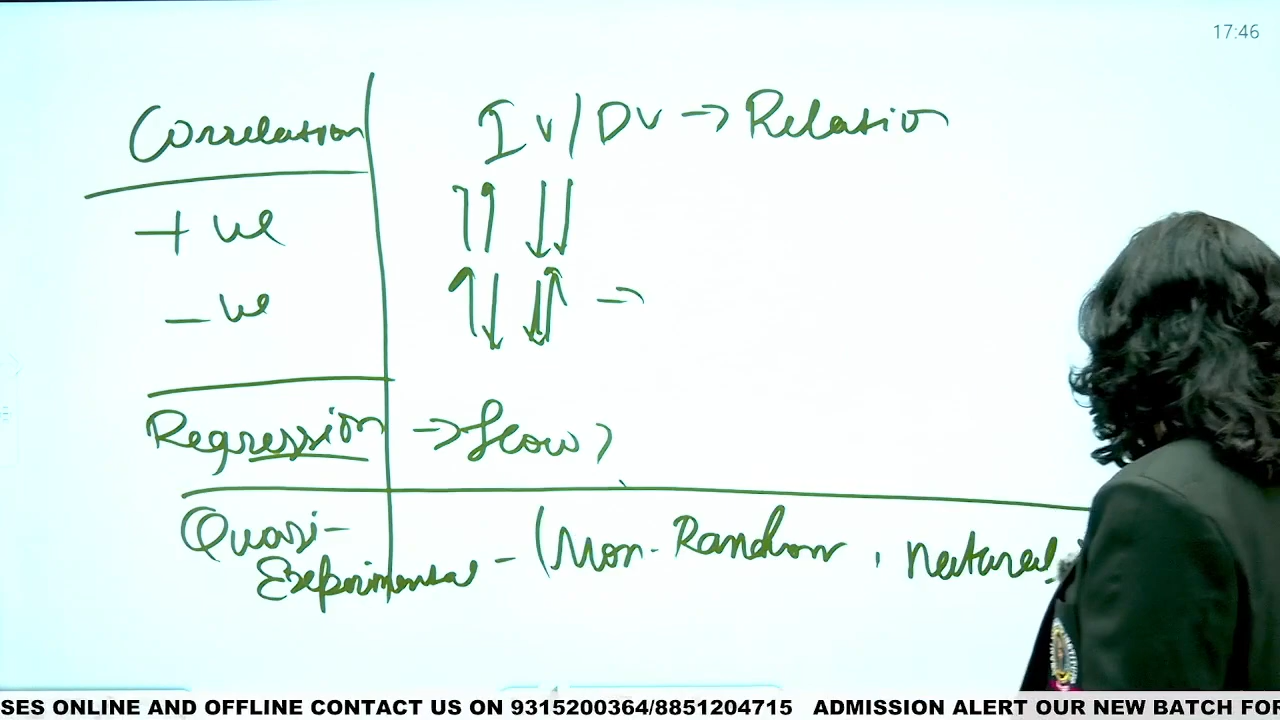 17:46
Correlation IV/DV → Relation
+ve ↑↑ ↓↓
-ve ↑↓ ↓↑ →
Regression →
Quasi-
Experimental - (Non-Random, natural
SES ONLINE AND OFFLINE CONTACT US ON 9315200364/8851204715 ADMISSION ALERT OUR NEW BATCH FOR